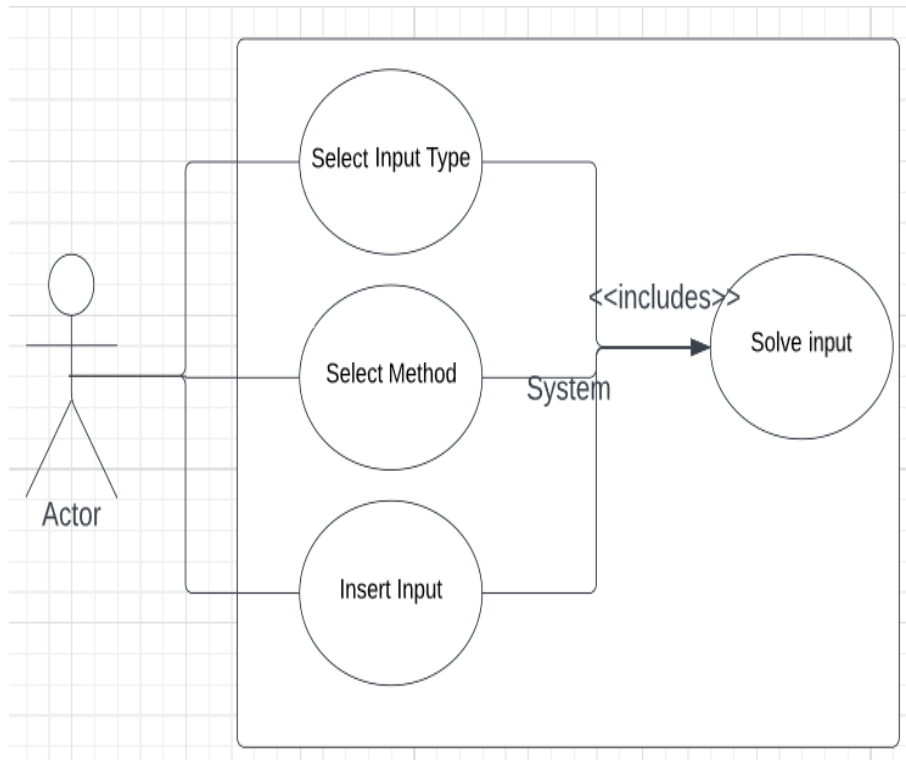 Select Input Type
<<includes>>
Solve input
Select Method
System
Actor
Insert Input